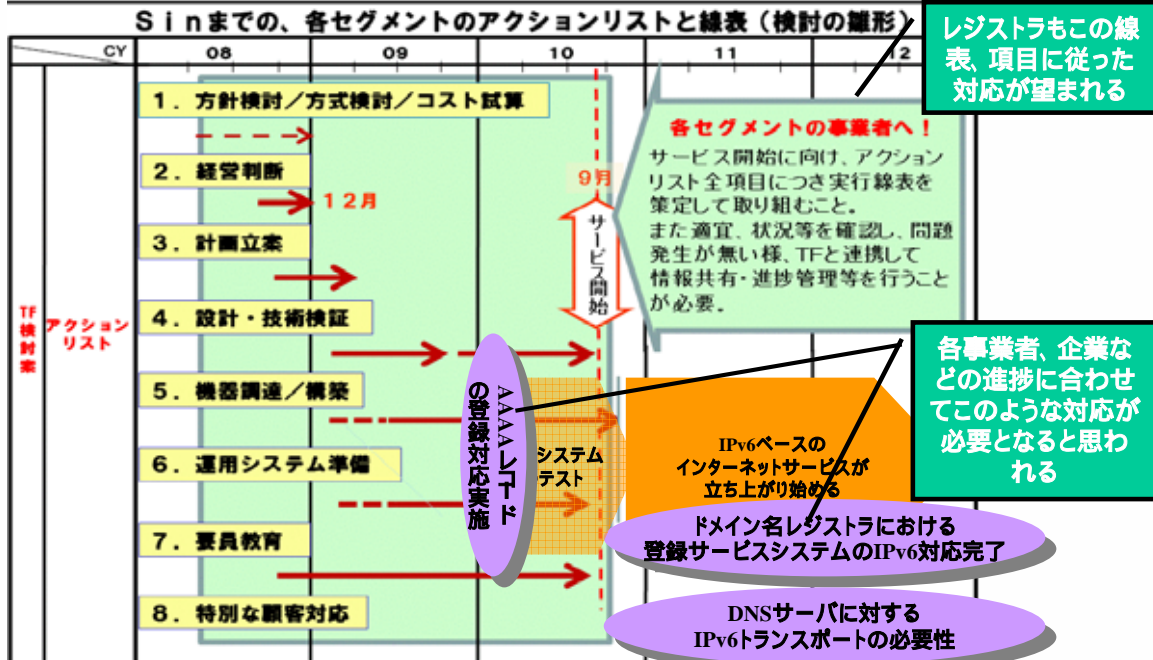 Ｓｉｎまでの、各セグメントのアクションリストと線表（検討の雛形）
レジストラもこの線
表、項目に従った
対応が望まれる
CY
08
09
10
11
12
１．方針検討／方式検討／コスト試算
２．経営判断
１２月
３．計画立案
４．設計・技術検証
５．機器調達／構築
６．運用システム準備
７．要員教育
８．特別な顧客対応
TF検討案
アクション
リスト
９月
サービス開始
各セグメントの事業者へ！
サービス開始に向け、アクション
リスト全項目につき実行線表を
策定して取り組むこと。
また適宜、状況等を確認し、問題
発生が無い様、TFと連携して
情報共有・進捗管理等を行うこと
が必要。
各事業者、企業な
どの進捗に合わせ
てこのような対応が
必要となると思わ
れる
AAAAレコード
の登録対応実施
システム
テスト
IPv6ベースの
インターネットサービスが
立ち上がり始める
ドメイン名レジストラにおける
登録サービスシステムのIPv6対応完了
DNSサーバに対する
IPv6トランスポートの必要性